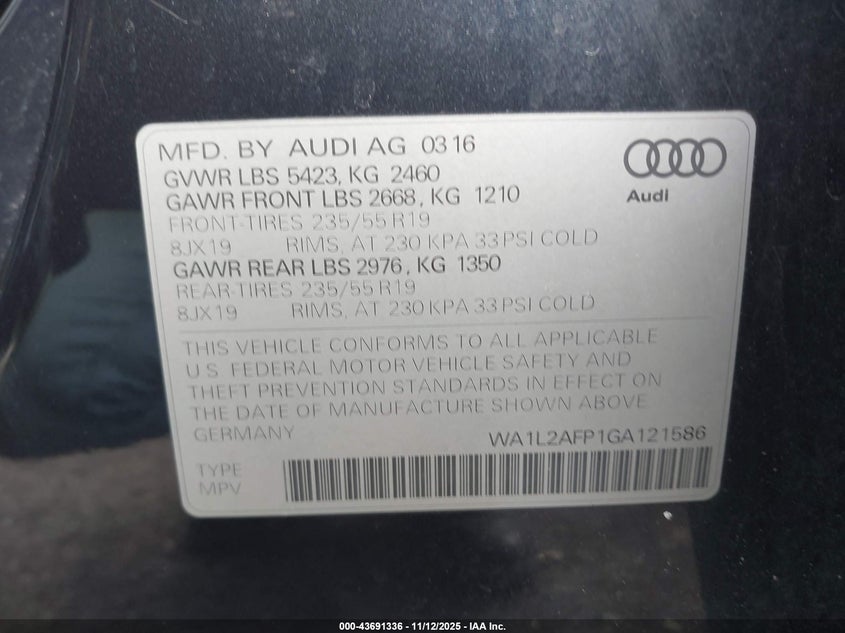 MFD. BY AUDI AG 03 16
GVWR LBS 5423, KG 2460
GAWR FRONT LBS 2668, KG 1210
FRONT-TIRES 235/55 R19
8JX19 RIMS, AT 230 KPA 33 PSI COLD
GAWR REAR LBS 2976, KG 1350
REAR-TIRES 235/55 R19
8JX19 RIMS, AT 230 KPA 33 PSI COLD
Audi
THIS VEHICLE CONFORMS TO ALL APPLICABLE
U.S. FEDERAL MOTOR VEHICLE SAFETY AND
THEFT PREVENTION STANDARDS IN EFFECT ON
THE DATE OF MANUFACTURE SHOWN ABOVE
GERMANY WA1L2AFP1GA121586
TYPE
MPV
000-43691336 - 11/12/2025 - IAA Inc.